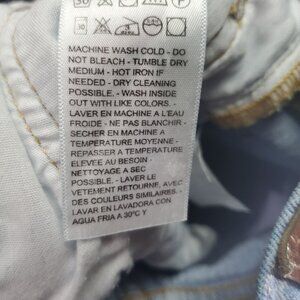 30 P
30
MACHINE WASH COLD - DO
NOT BLEACH - TUMBLE DRY
MEDIUM - HOT IRON IF
NEEDED - DRY CLEANING
POSSIBLE. - WASH INSIDE
OUT WITH LIKE COLORS. -
LAVER EN MACHINE A L'EAU
FROIDE - NE PAS BLANCHIR -
SECHER EN MACHINE A
TEMPERATURE MOYENNE -
REPASSER A TEMPERATURE
ELEVEE AU BESOIN -
NETTOYAGE A SEC
POSSIBLE. - LAVER LE
VETEMENT RETOURNE, AVEC
DES COULEURS SIMILAIRES. -
LAVAR EN LAVADORA CON
AGUA FRIA A 30°C Y